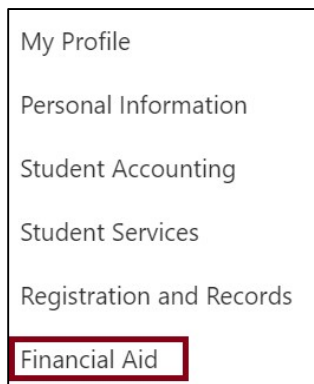 My Profile
Personal Information
Student Accounting
Student Services
Registration and Records
Financial Aid